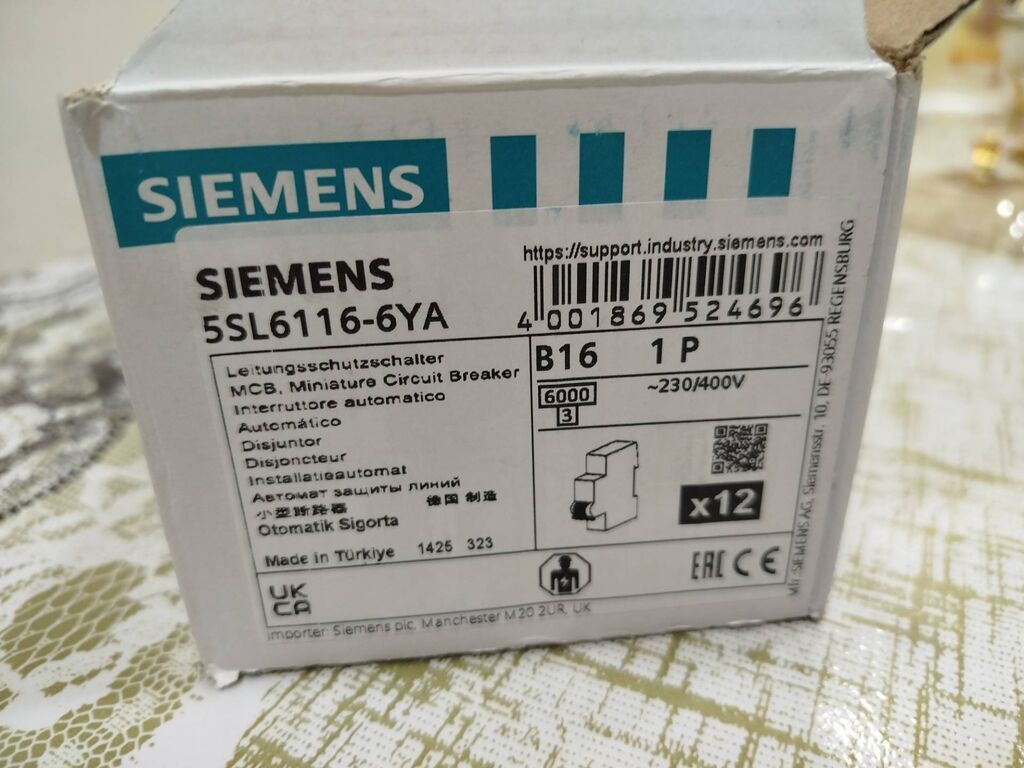 SIEMENS
https://support.industry.siemens.com
SIEMENS
5SL6116-6YA
4 001869 524696
Leitungsschutzschalter
MCB, Miniature Circuit Breaker
Interruttore automatico
Automático
Disjuntor
Disjoncteur
Installatieautomat
Автомат защиты линий
小型断路器 德国 制造
Otomatik Sigorta
Made in Türkiye 1425 323
B16 1 P
6000 ~230/400V
3
x12
UK
CA
EAC CE
Importer: Siemens plc, Manchester M20 2UR, UK
Mfr: SIEMENS AG, Siemensstr. 10, DE-93055 REGENSBURG